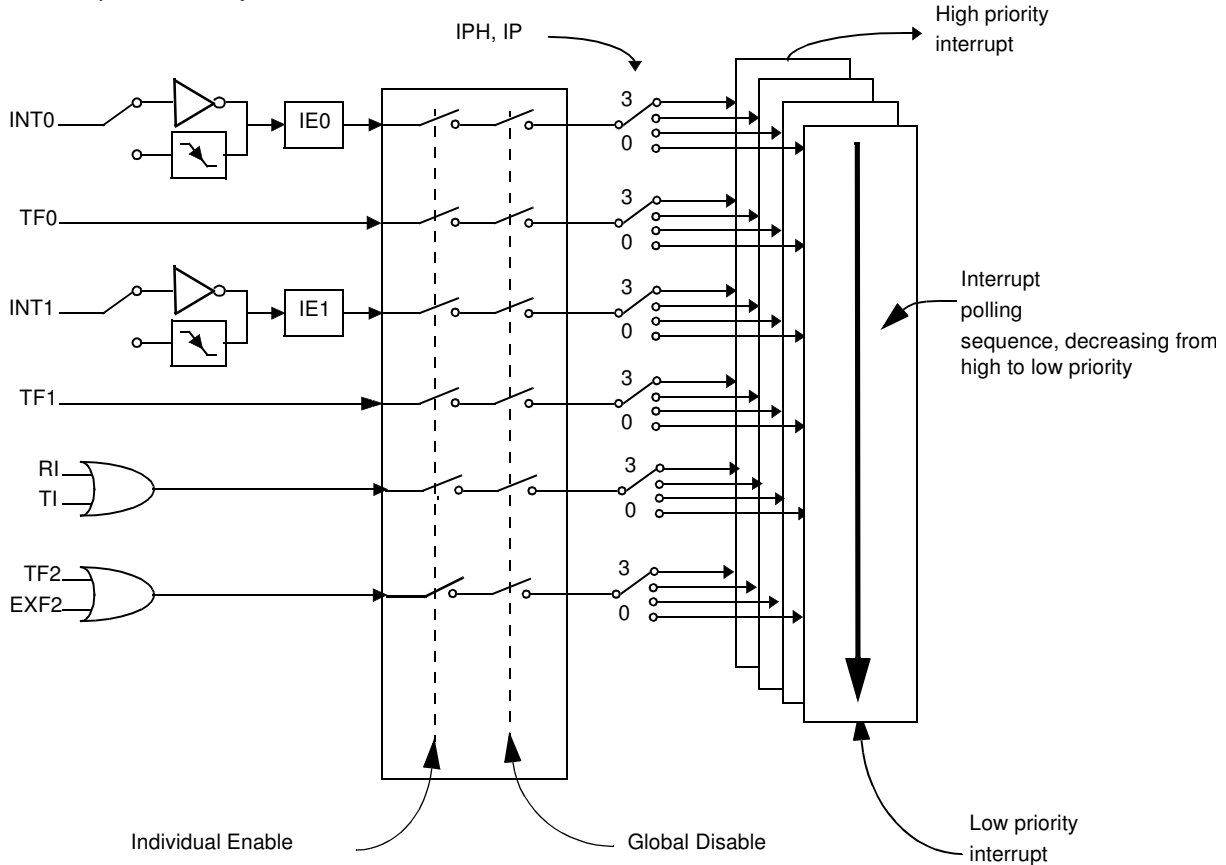 High priority
interrupt
IPH, IP
INT0
IE0
3
0
TF0
3
0
INT1
IE1
3
0
Interrupt
polling
sequence, decreasing from
high to low priority
TF1
3
0
RI
TI
3
0
TF2
EXF2
3
0
Individual Enable
Global Disable
Low priority
interrupt